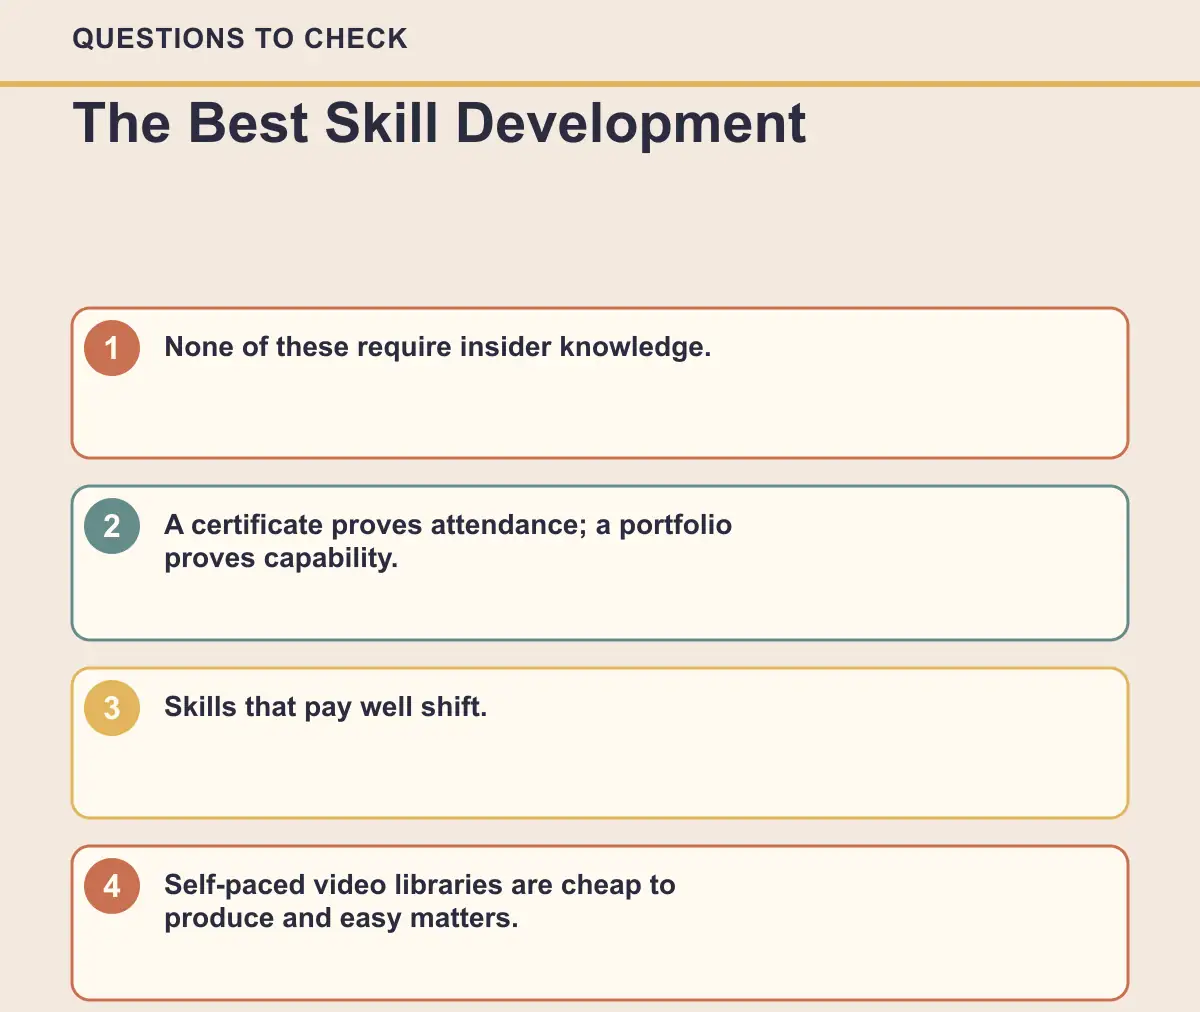 QUESTIONS TO CHECK
The Best Skill Development
1
None of these require insider knowledge.
2
A certificate proves attendance; a portfolio
proves capability.
3
Skills that pay well shift.
4
Self-paced video libraries are cheap to
produce and easy matters.